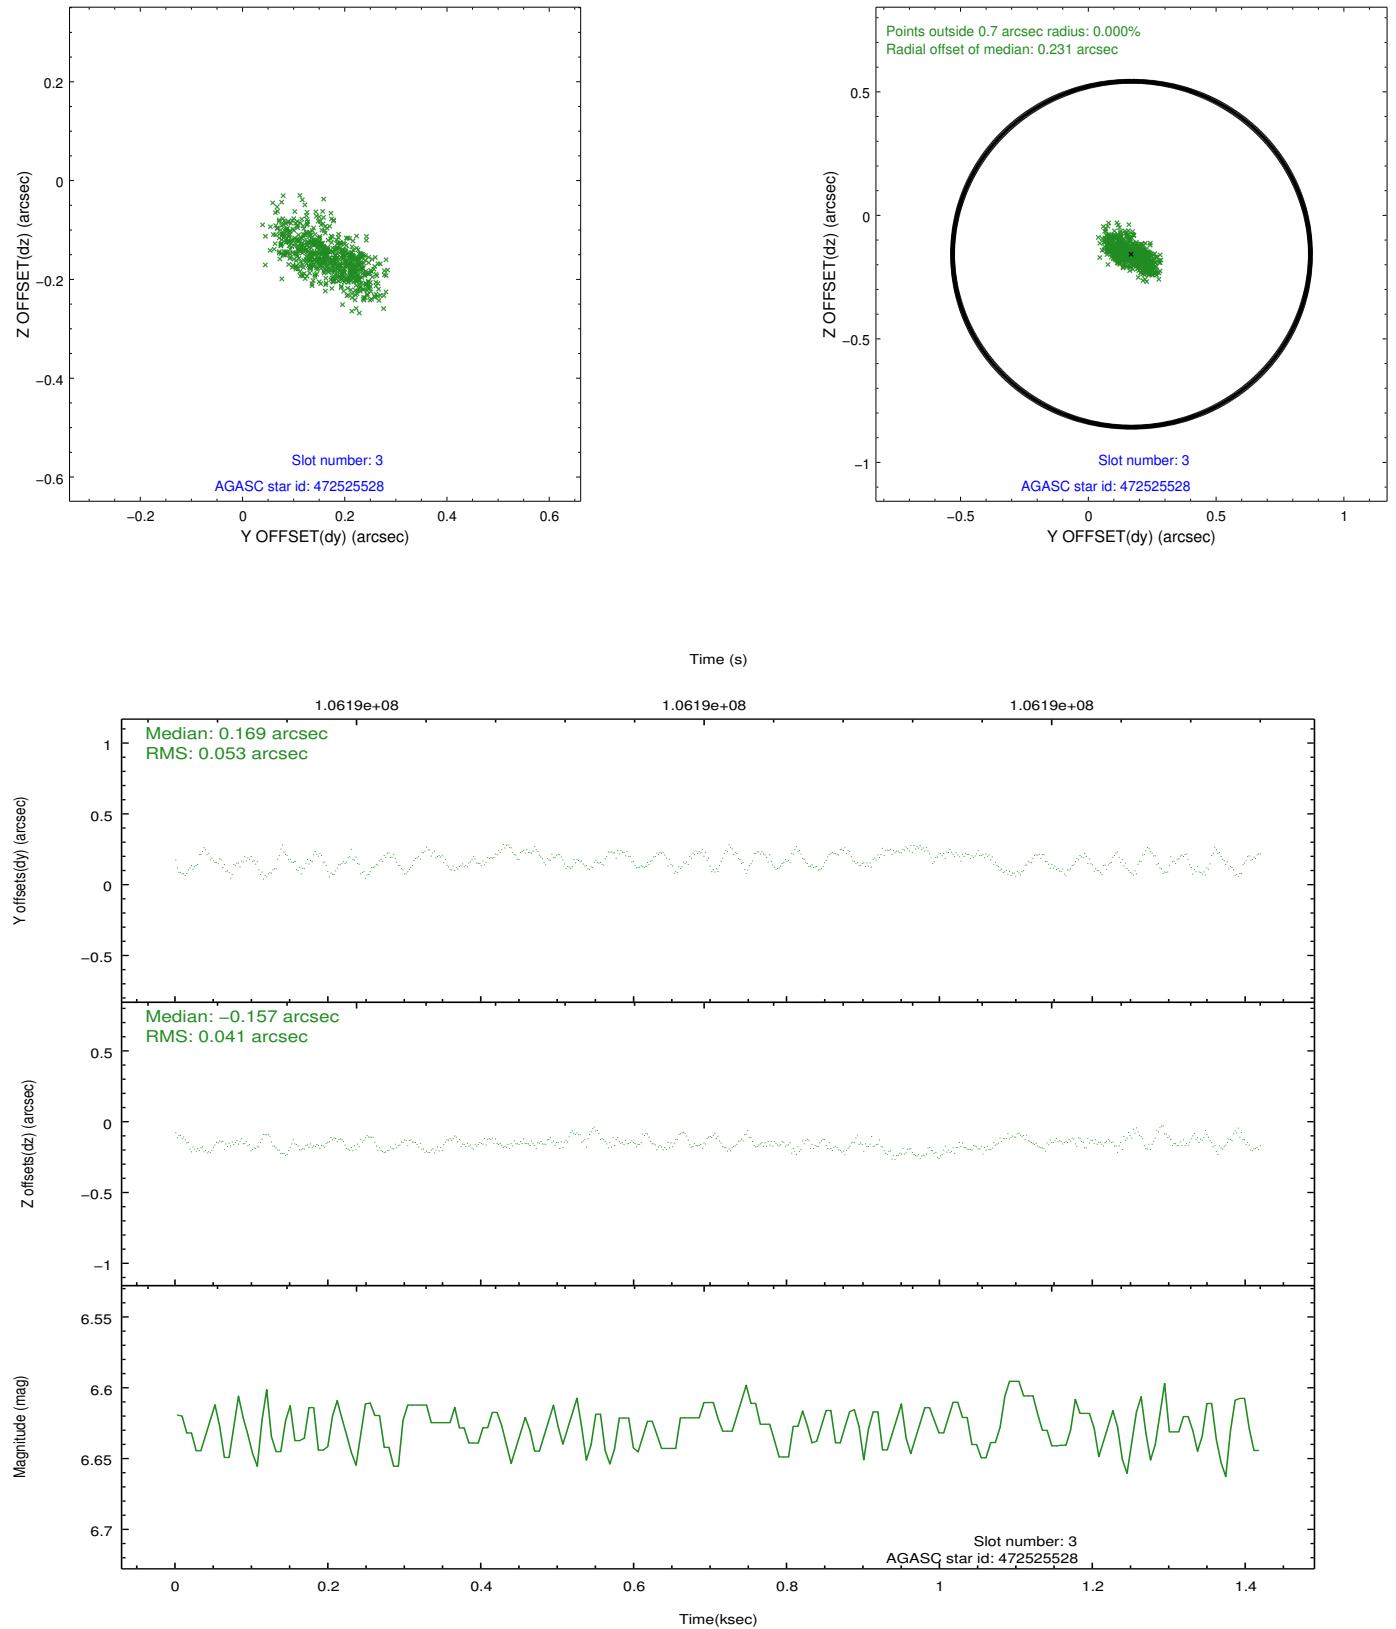 0.2
0
−0.2
−0.4
−0.6
Z OFFSET(dz) (arcsec)
Slot number: 3
AGASC star id: 472525528
−0.2
0
0.2
0.4
0.6
Y OFFSET(dy) (arcsec)
Points outside 0.7 arcsec radius: 0.000%
Radial offset of median: 0.231 arcsec
0.5
0
−0.5
−1
Z OFFSET(dz) (arcsec)
Slot number: 3
AGASC star id: 472525528
−0.5
0
0.5
1
Y OFFSET(dy) (arcsec)
Time (s)
1.0619e+08
1.0619e+08
1.0619e+08
Median: 0.169 arcsec
RMS: 0.053 arcsec
1
0.5
0
−0.5
Y offsets(dy) (arcsec)
Median: −0.157 arcsec
RMS: 0.041 arcsec
0.5
0
−0.5
−1
Z offsets(dz) (arcsec)
6.55
6.6
6.65
6.7
Magnitude (mag)
Slot number: 3
AGASC star id: 472525528
0
0.2
0.4
0.6
0.8
1
1.2
1.4
Time(ksec)